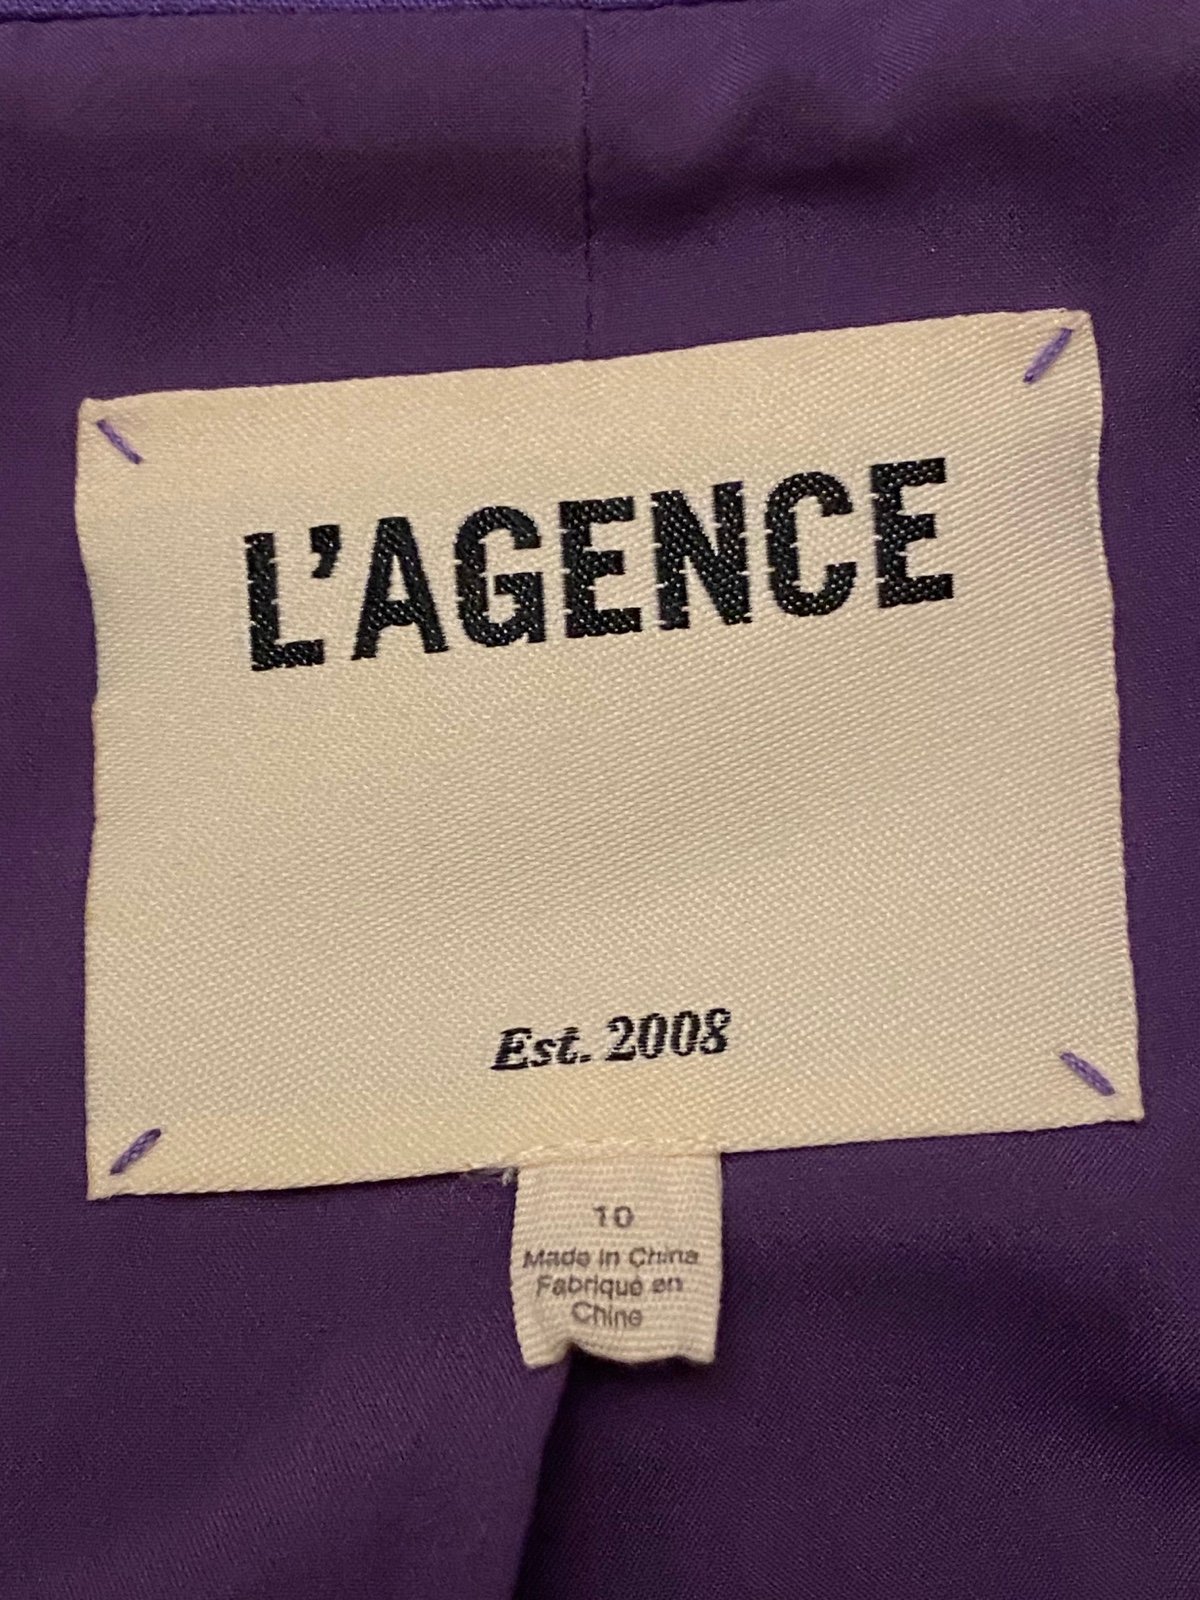 L'AGENCE
Est. 2008
10
Made in China
Fabriqué en
Chine